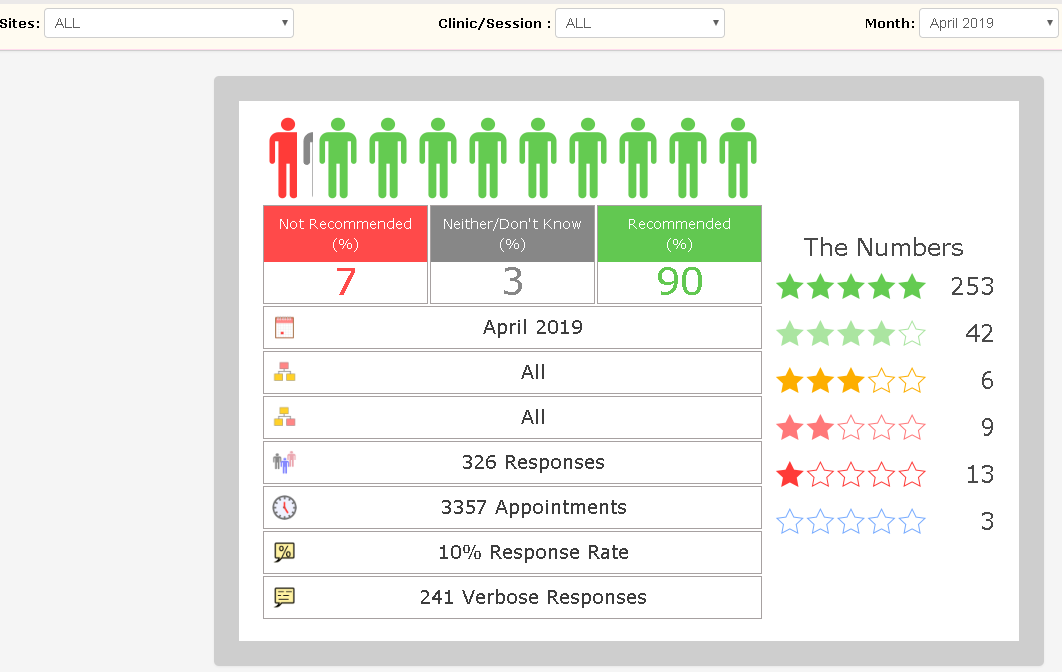 Sites: ALL Clinic/Session : ALL Month: April 2019
Not Recommended (%)
7
Neither/Don't Know (%)
3
Recommended (%)
90
April 2019
All
All
326 Responses
3357 Appointments
10% Response Rate
241 Verbose Responses
The Numbers
253
42
6
9
13
3